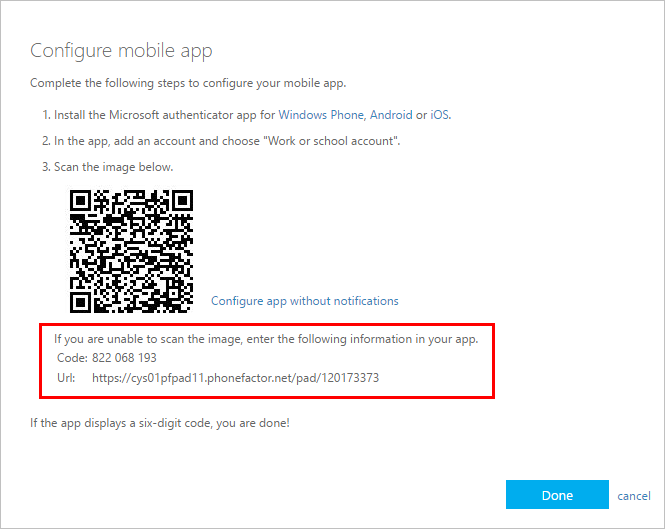 Configure mobile app
Complete the following steps to configure your mobile app.
1. Install the Microsoft authenticator app for Windows Phone, Android or iOS.
2. In the app, add an account and choose "Work or school account".
3. Scan the image below.
Configure app without notifications
If you are unable to scan the image, enter the following information in your app.
Code: 822 068 193
Url: https://cys01pfpad11.phonefactor.net/pad/120173373
If the app displays a six-digit code, you are done!
Done cancel